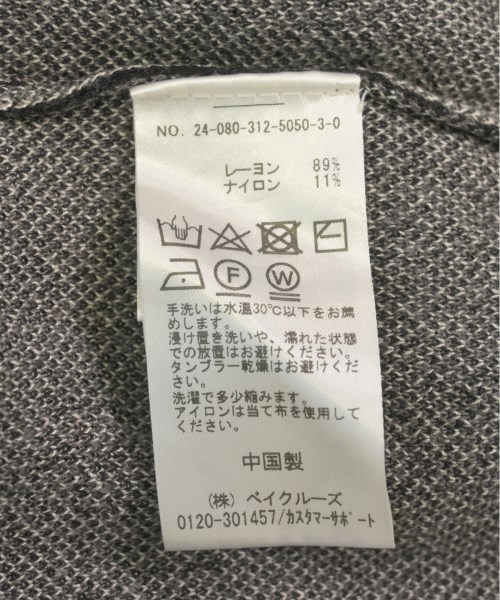 NO. 24-080-312-5050-3-0
レーヨン 89%
ナイロン 11%
F W
手洗いは水温30℃以下をお薦
めします。
浸け置き洗いや、濡れた状態
での放置はお避けください。
タンブラー乾燥はお避けくだ
さい。
洗濯で多少縮みます。
アイロンは当て布を使用して
ください。
中国製
(株) ベイクルーズ
0120-301457/カスタマーサポート